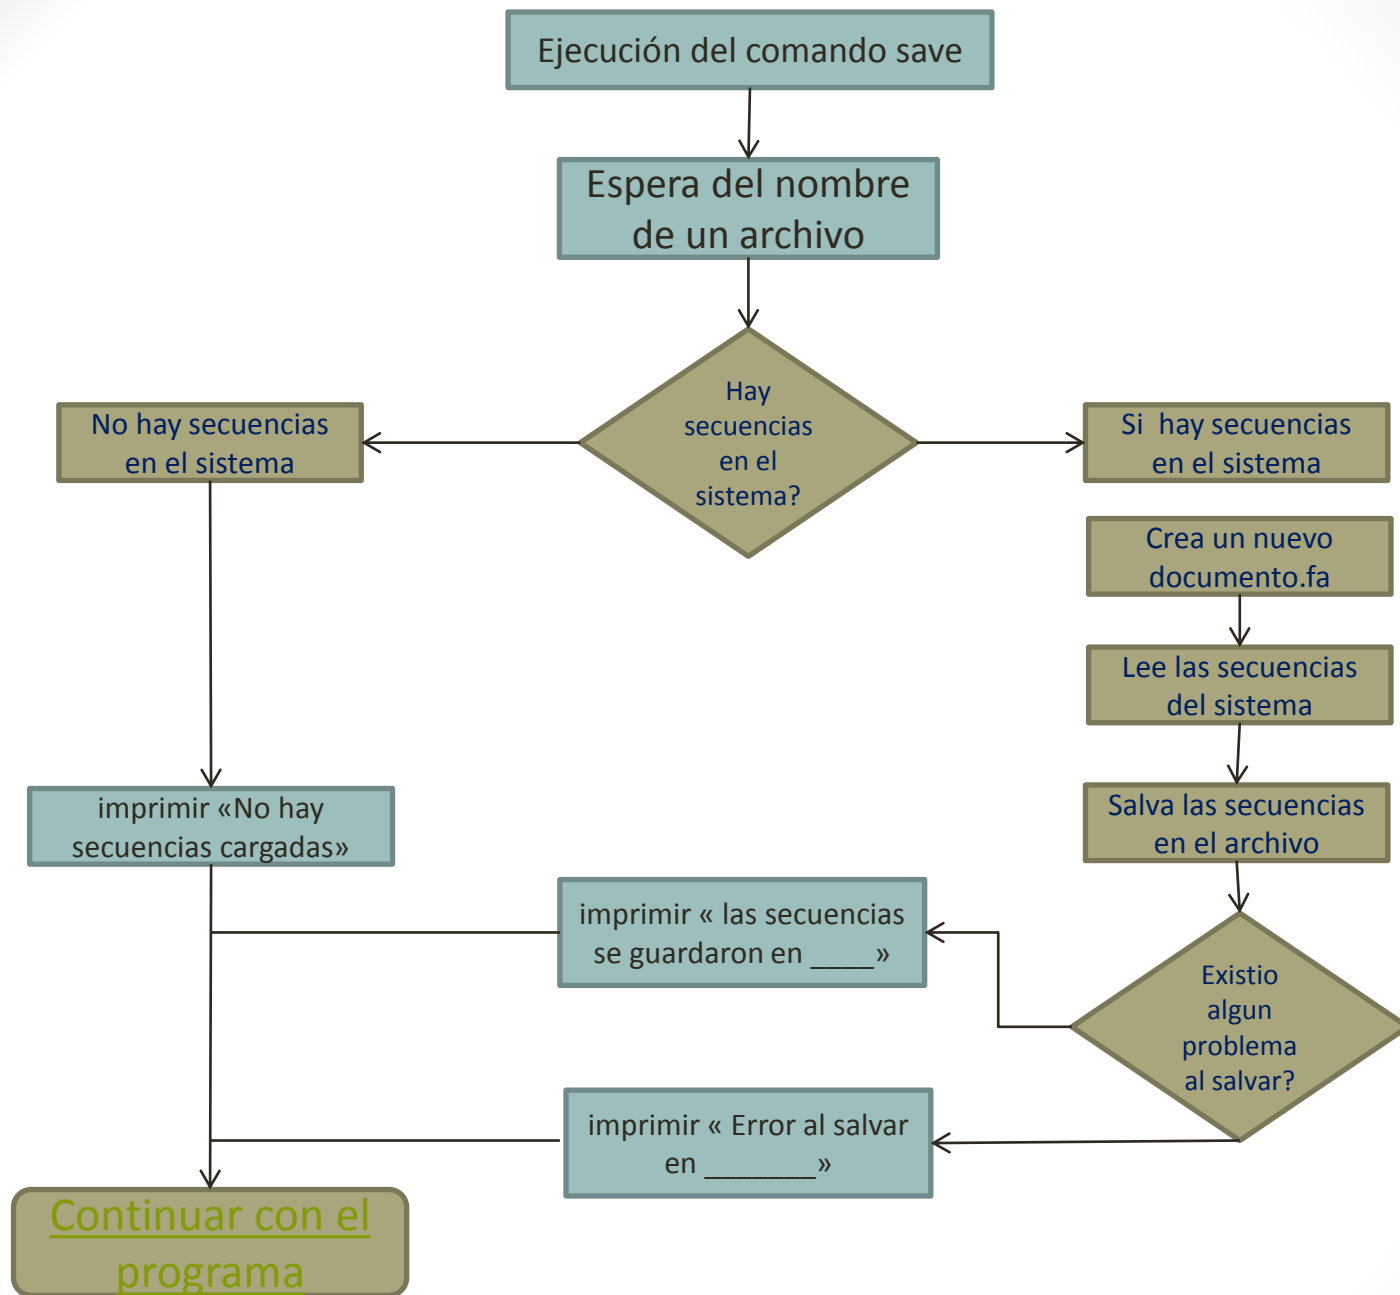 Ejecución del comando save
Espera del nombre
de un archivo
Hay
secuencias
en el
sistema?
No hay secuencias
en el sistema
Si  hay secuencias
en el sistema
Crea un nuevo
documento.fa
Lee las secuencias
del sistema
Salva las secuencias
en el archivo
imprimir «No hay
secuencias cargadas»
imprimir « las secuencias
se guardaron en ____»
Existio
algun
problema
al salvar?
imprimir « Error al salvar
en _______»
Continuar con el
programa